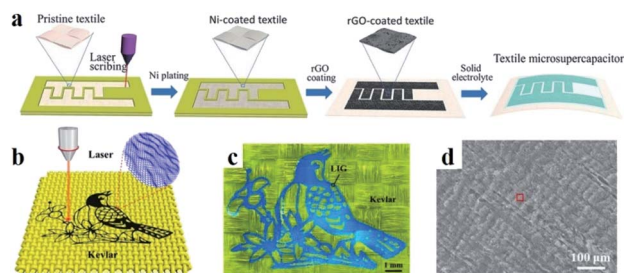 a
Pristine textile
Ni-coated textile
rGO-coated textile
Laser
scribing
Ni plating
rGO
coating
Solid
electrolyte
Textile microsupercapacitor
b
Laser
Kevlar
c
LIG
Kevlar
1 mm
d
100 μm